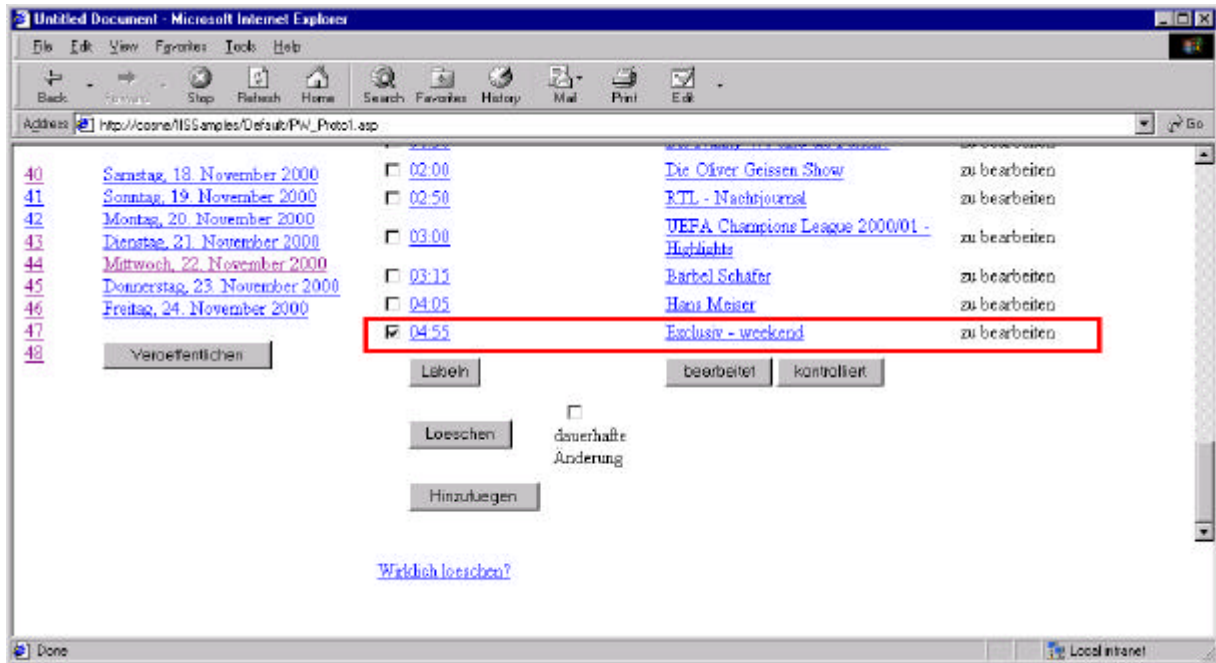 Untitled Document - Microsoft Internet Explorer
File Edit View Favorites Tools Help
Back Forward Stop Refresh Home Search Favorites History Mail Print Edit
Address http://cosne/IISSamples/Default/PW_Proto1.asp Go
40 Samstag, 18. November 2000
41 Sonntag, 19. November 2000
42 Montag, 20. November 2000
43 Dienstag, 21. November 2000
44 Mittwoch, 22. November 2000
45 Donnerstag, 23. November 2000
46 Freitag, 24. November 2000
47
48
Veroeffentlichen
02:00 Die Oliver Geissen Show zu bearbeiten
02:50 RTL - Nachtjournal zu bearbeiten
03:00 UEFA Champions League 2000/01 - Highlights zu bearbeiten
03:15 Bärbel Schäfer zu bearbeiten
04:05 Hans Meiser zu bearbeiten
04:55 Exclusiv - weekend zu bearbeiten
Labeln bearbeitet kontrolliert
Loeschen
dauerhafte
Änderung
Hinzufuegen
Wirklich loeschen?
Done Local intranet